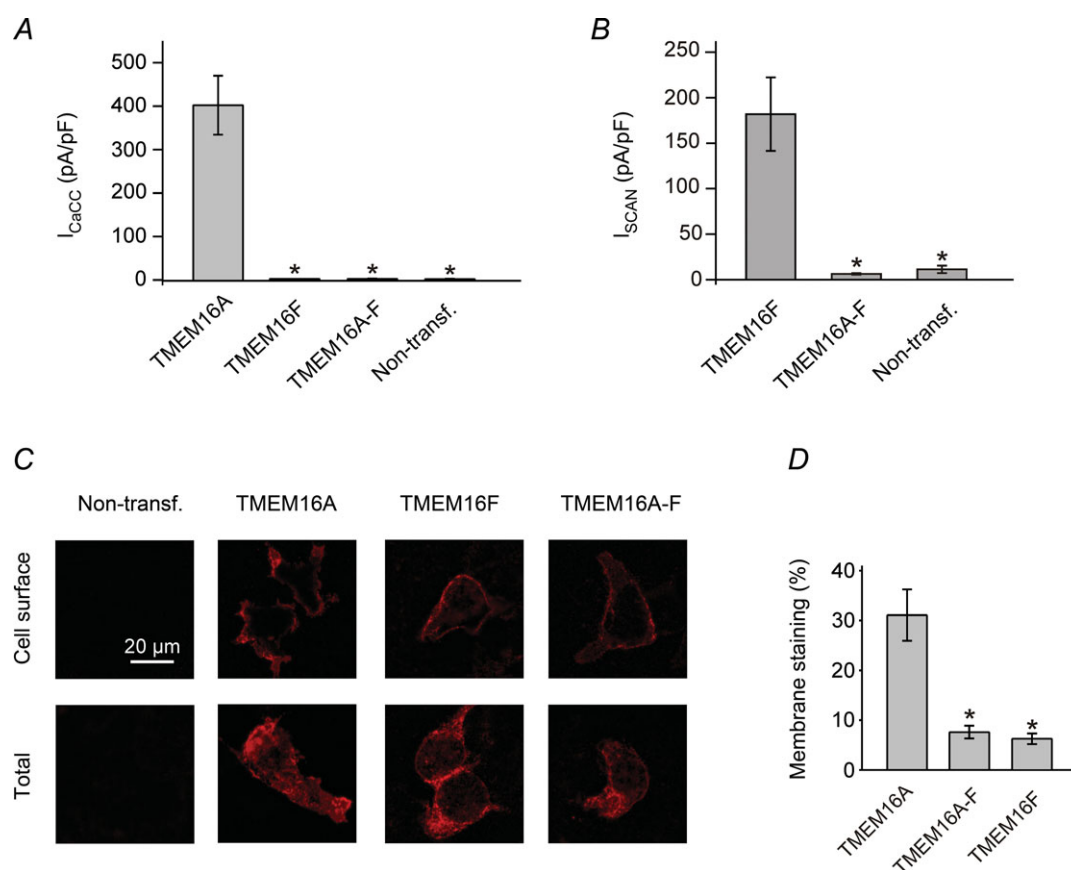 A
I_CaCC (pA/pF)
500
400
300
200
100
0
*
*
*
TMEM16A
TMEM16F
TMEM16A-F
Non-transf.
B
I_SCAN (pA/pF)
250
200
150
100
50
0
*
*
TMEM16F
TMEM16A-F
Non-transf.
C
Non-transf.
TMEM16A
TMEM16F
TMEM16A-F
Cell surface
20 µm
Total
D
Membrane staining (%)
40
30
20
10
0
*
*
TMEM16A
TMEM16A-F
TMEM16F